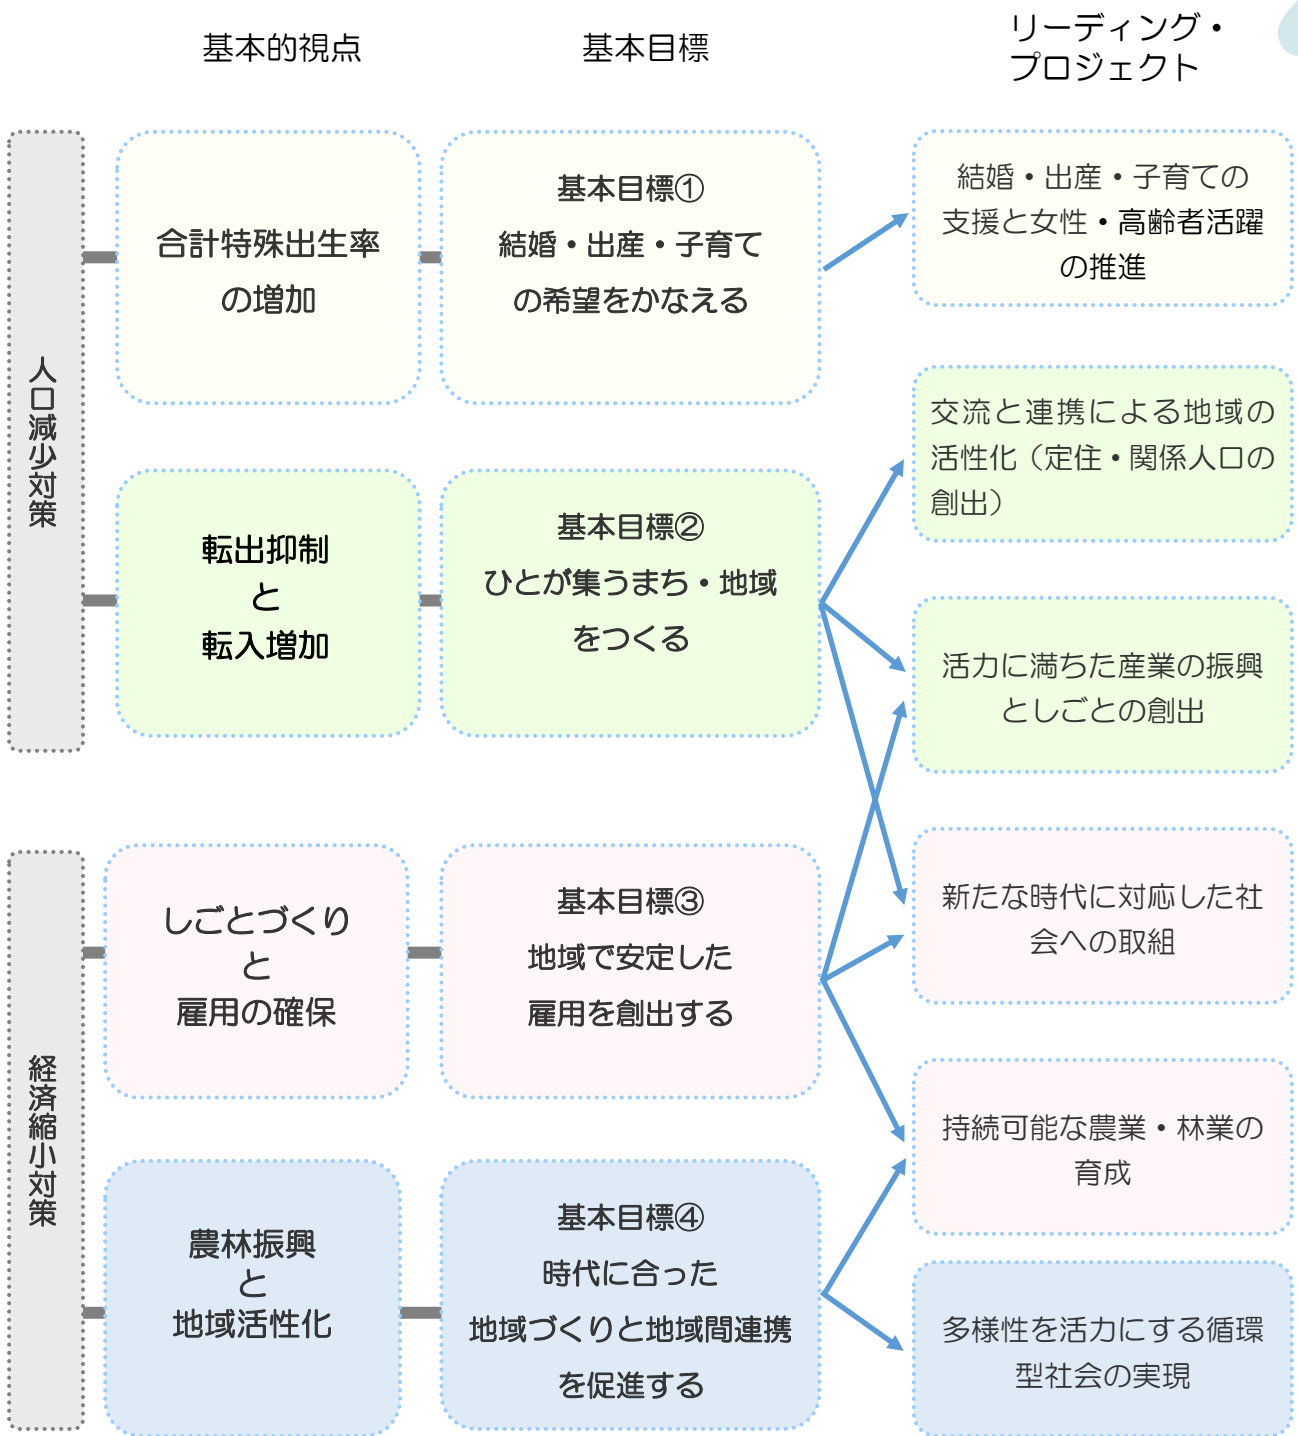 基本的視点
基本目標
リーディング・
プロジェクト
人口減少対策
合計特殊出生率
の増加
基本目標①
結婚・出産・子育て
の希望をかなえる
結婚・出産・子育ての
支援と女性・高齢者活躍
の推進
転出抑制
と
転入増加
基本目標②
ひとが集うまち・地域
をつくる
交流と連携による地域の
活性化（定住・関係人口の
創出）
活力に満ちた産業の振興
としごとの創出
経済縮小対策
しごとづくり
と
雇用の確保
基本目標③
地域で安定した
雇用を創出する
新たな時代に対応した社
会への取組
持続可能な農業・林業の
育成
農林振興
と
地域活性化
基本目標④
時代に合った
地域づくりと地域間連携
を促進する
多様性を活力にする循環
型社会の実現